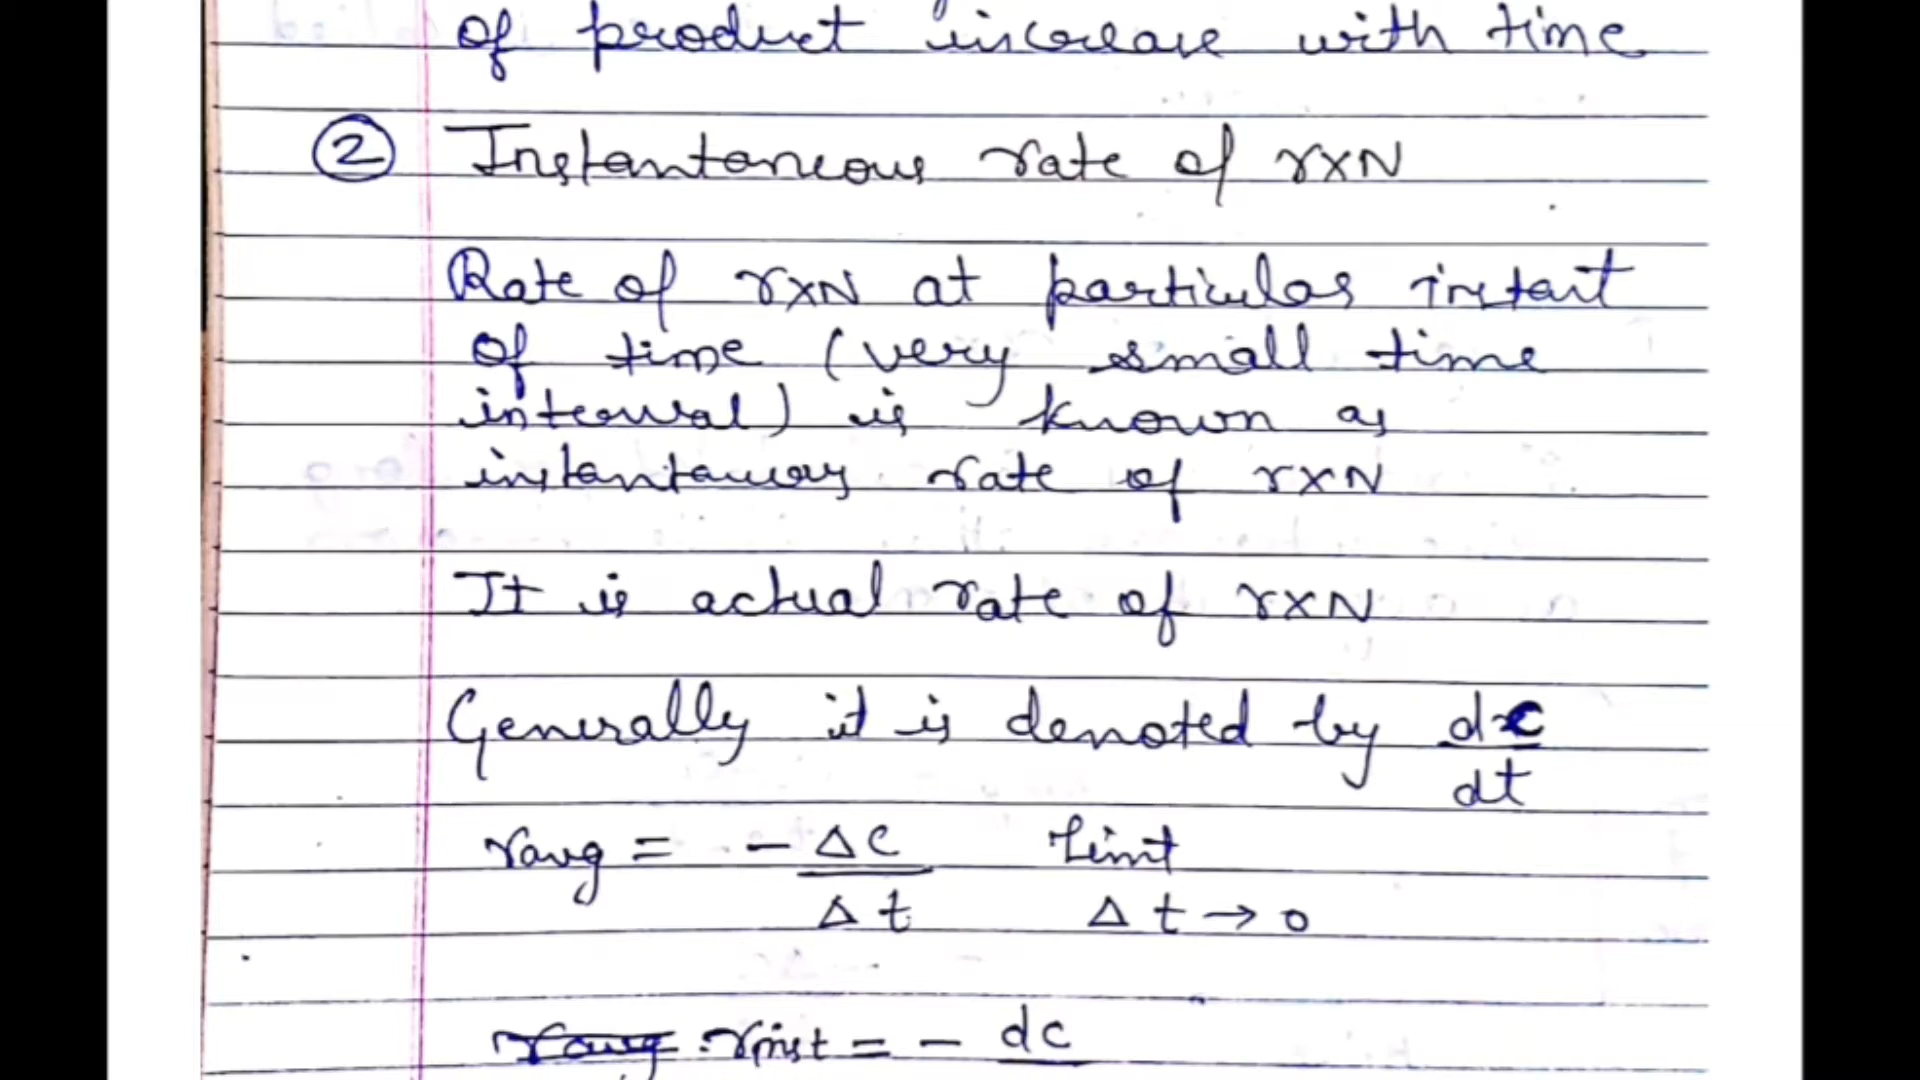 of product increase with time
② Instantaneous rate of rxN
Rate of rxN at particular instant
of time (very small time
interval) is known as
instantaneous rate of rxN
It is actual rate of rxN
Generally it is denoted by dc
dt
ravg = - Δc Limt
Δt Δt → 0
ravg rinst = - dc